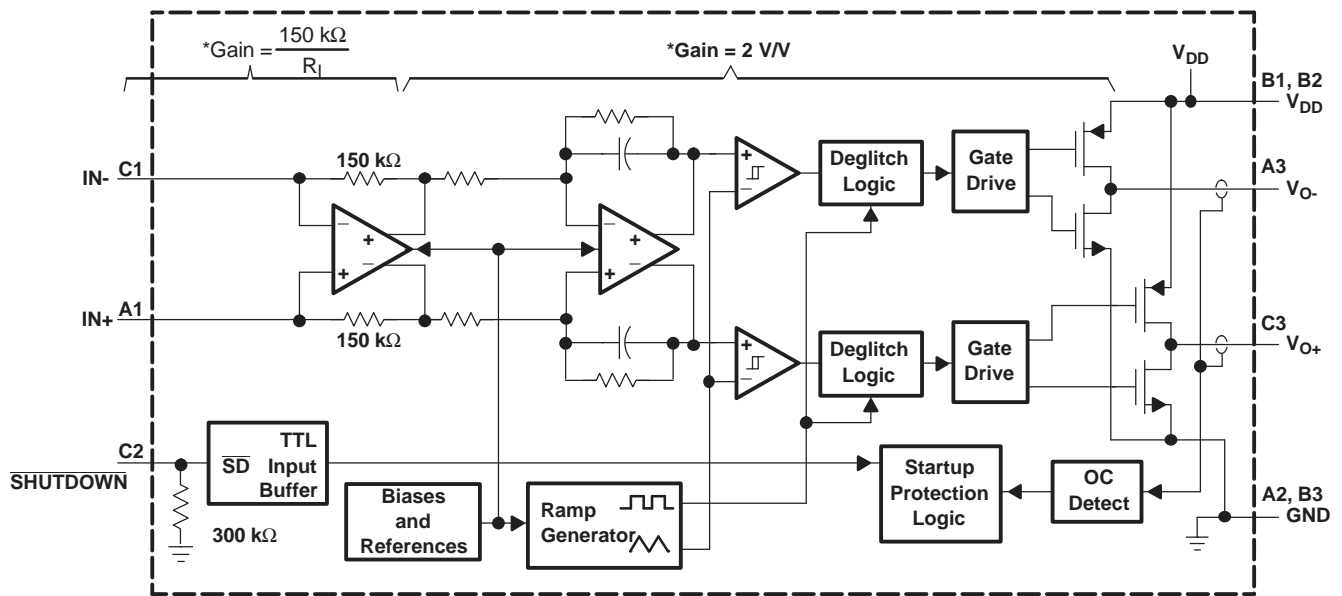 *Gain = 150 kΩ
R_I
*Gain = 2 V/V
V_DD
B1, B2
V_DD
IN- C1
150 kΩ
− +
+ −
− +
+ −
+
−
Deglitch
Logic
Gate
Drive
A3
V_O-
IN+ A1
150 kΩ
+
−
Deglitch
Logic
Gate
Drive
C3
V_O+
C2
SHUTDOWN
SD
TTL
Input
Buffer
300 kΩ
Biases
and
References
Ramp
Generator
Startup
Protection
Logic
OC
Detect
A2, B3
GND